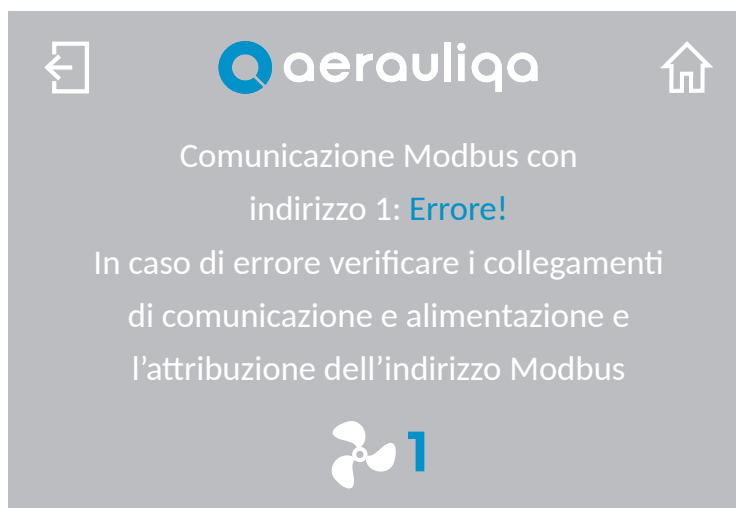 aerauliqa
Comunicazione Modbus con
indirizzo 1: Errore!
In caso di errore verificare i collegamenti
di comunicazione e alimentazione e
l’attribuzione dell’indirizzo Modbus
1